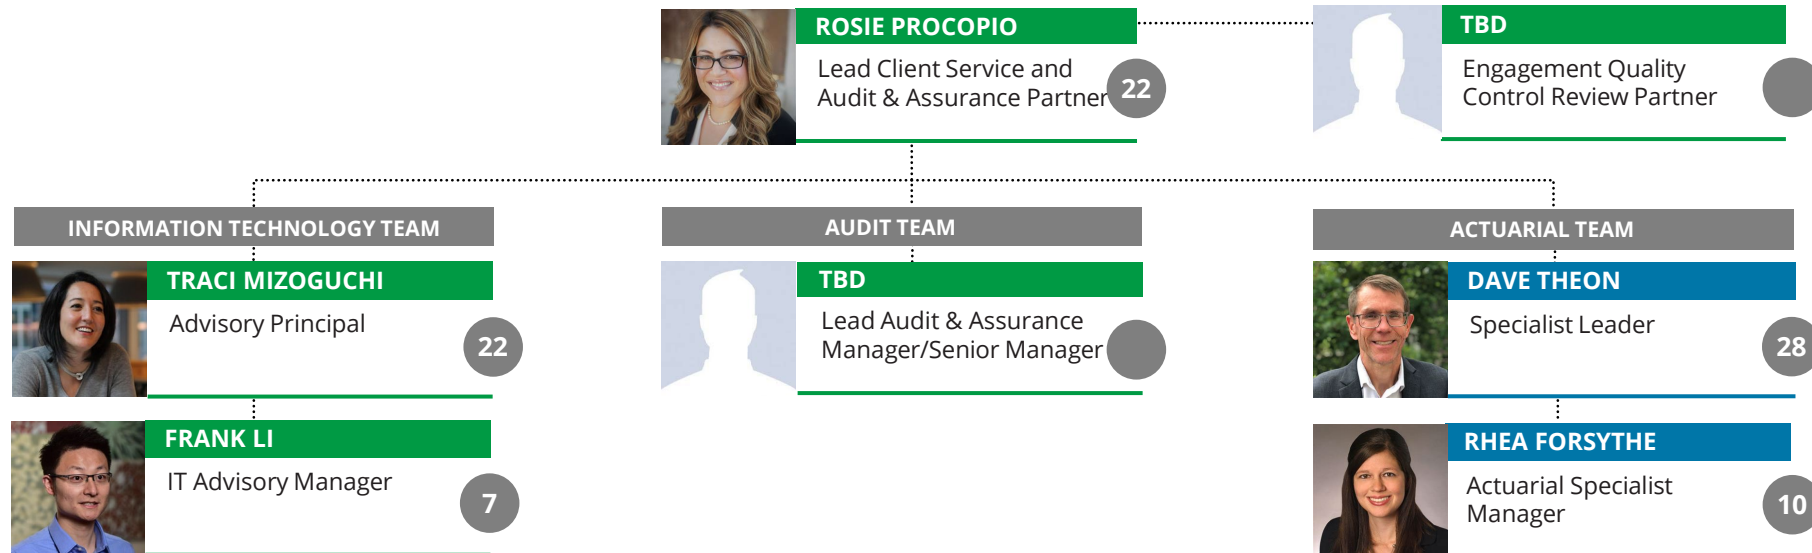 ROSIE PROCOPIO
Lead Client Service and
Audit & Assurance Partner
22
TBD
Engagement Quality
Control Review Partner
INFORMATION TECHNOLOGY TEAM
AUDIT TEAM
ACTUARIAL TEAM
TRACI MIZOGUCHI
Advisory Principal
22
TBD
Lead Audit & Assurance
Manager/Senior Manager
DAVE THEON
Specialist Leader
28
FRANK LI
IT Advisory Manager
7
RHEA FORSYTHE
Actuarial Specialist
Manager
10